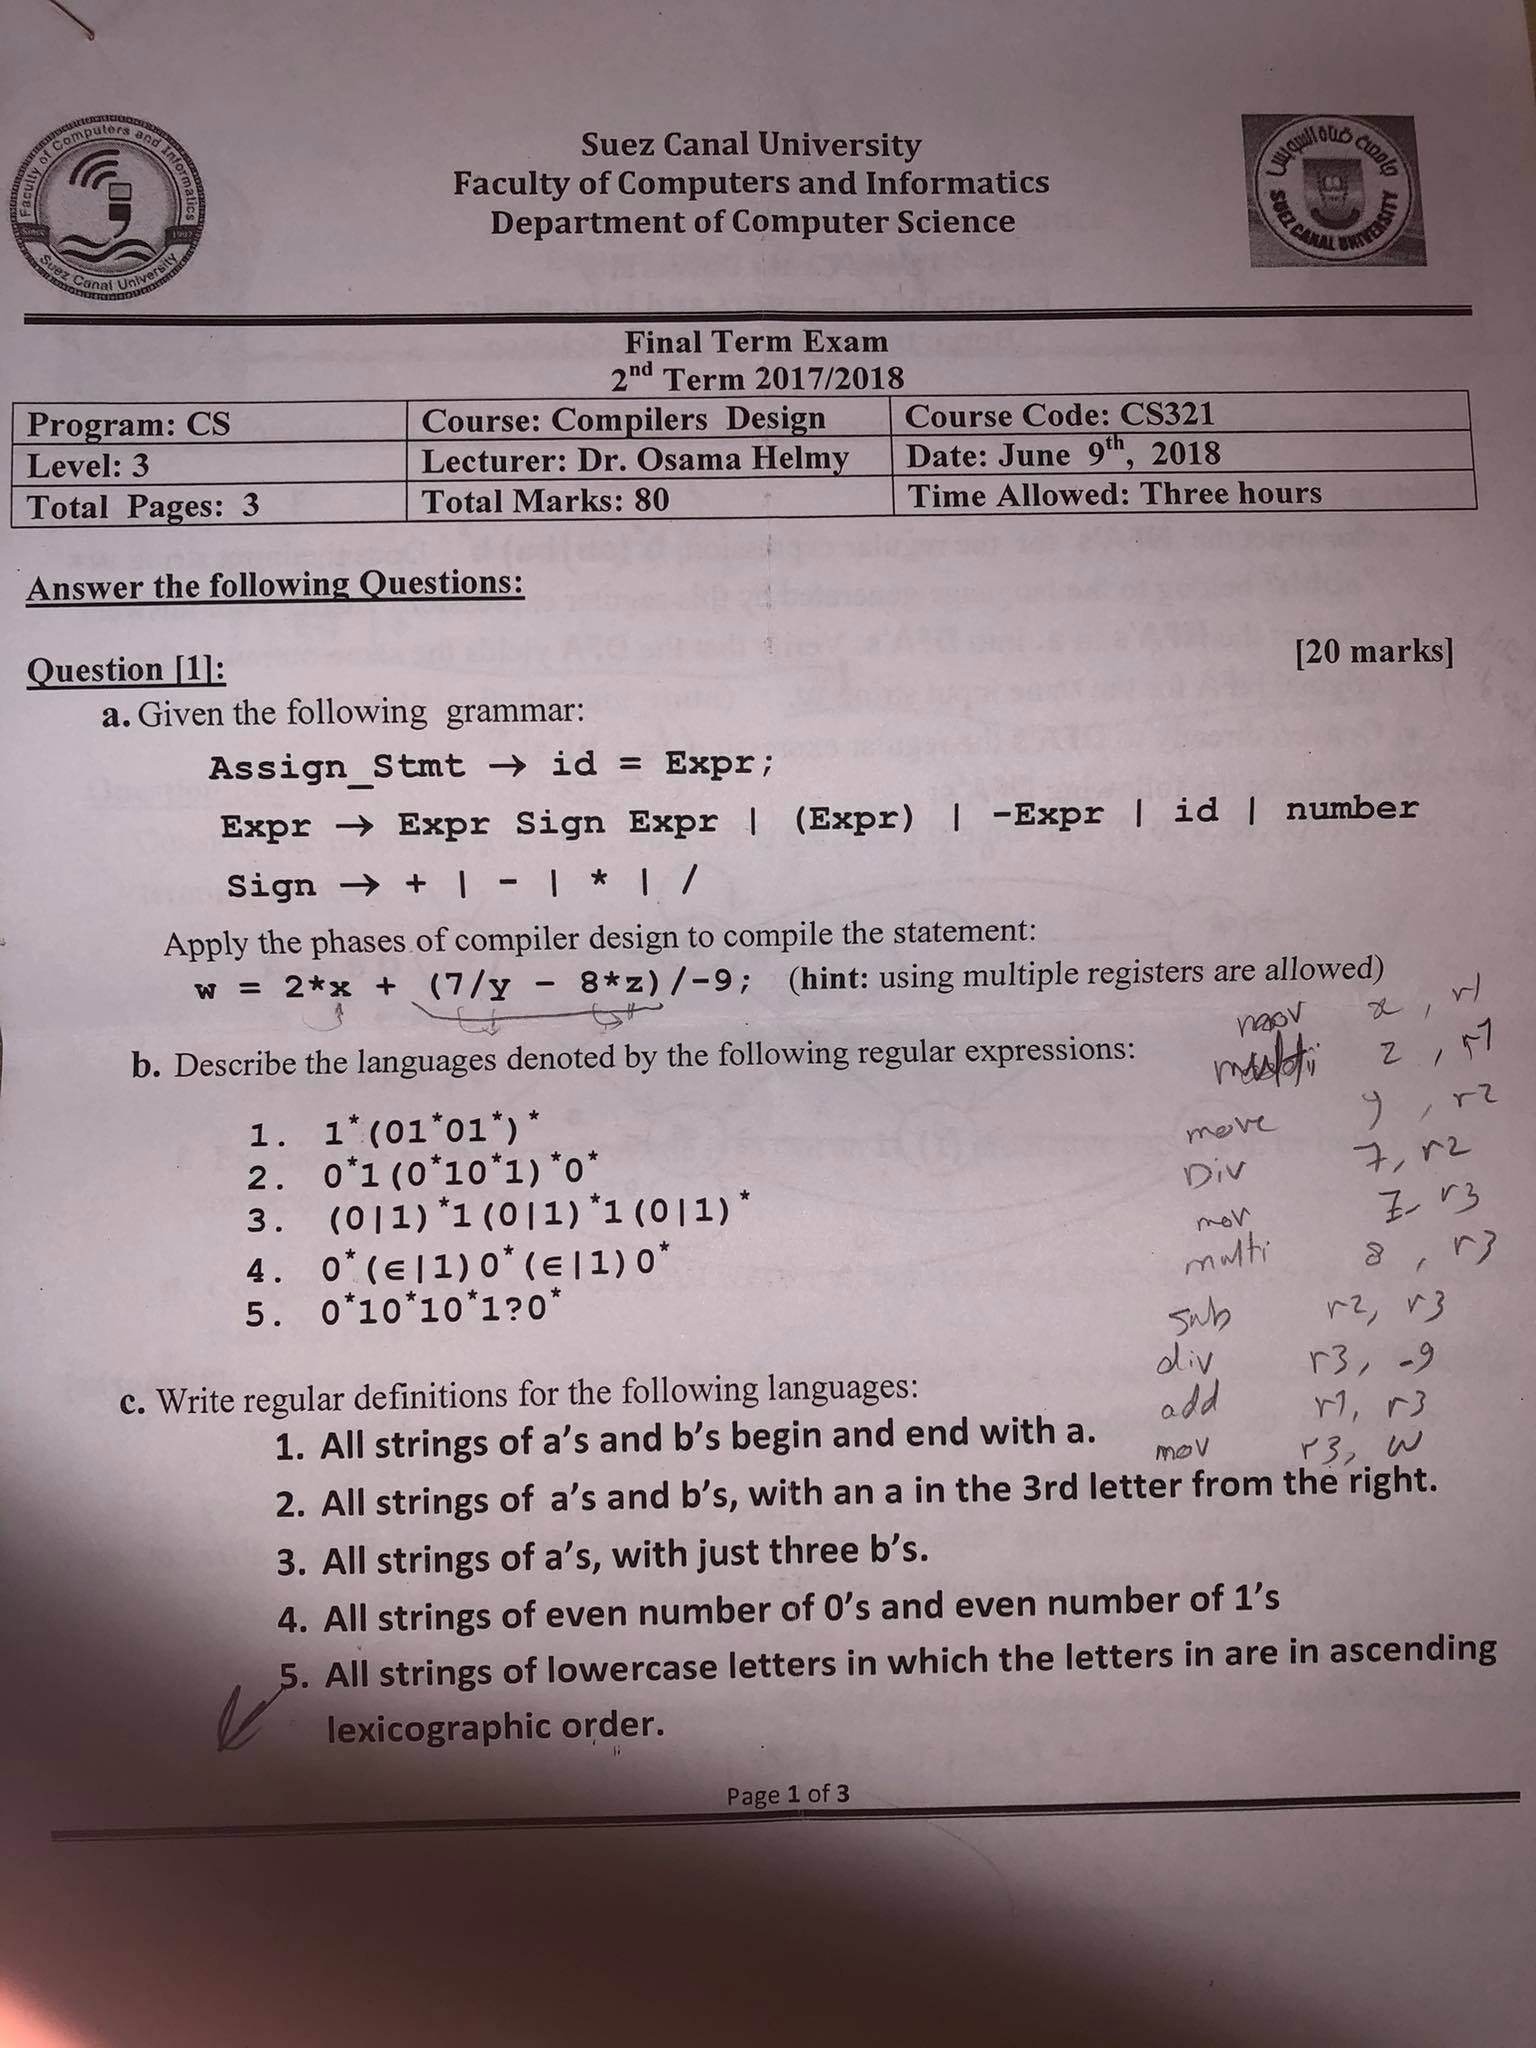 Faculty of Computers and Informatics
Since 1997
Suez Canal University
Suez Canal University
Faculty of Computers and Informatics
Department of Computer Science
جامعة قناة السويس
SUEZ CANAL UNIVERSITY
Final Term Exam
2nd Term 2017/2018
Program: CS Course: Compilers Design Course Code: CS321
Level: 3 Lecturer: Dr. Osama Helmy Date: June 9th, 2018
Total Pages: 3 Total Marks: 80 Time Allowed: Three hours
Answer the following Questions:
Question [1]: [20 marks]
a. Given the following grammar:
Assign_Stmt → id = Expr;
Expr → Expr Sign Expr | (Expr) | -Expr | id | number
Sign → + | - | * | /
Apply the phases of compiler design to compile the statement:
w = 2*x + (7/y - 8*z)/-9; (hint: using multiple registers are allowed)
mov x, r1
b. Describe the languages denoted by the following regular expressions:
multi 2, r1
1. 1*(01*01*)*
move y, r2
2. 0*1(0*10*1)*0*
Div 7, r2
3. (0|1)*1(0|1)*1(0|1)*
mov z r3
4. 0*(∈|1)0*(∈|1)0*
multi 8, r3
5. 0*10*10*1?0*
sub r2, r3
div r3, -9
c. Write regular definitions for the following languages:
add r1, r3
1. All strings of a's and b's begin and end with a.
mov r3, w
2. All strings of a's and b's, with an a in the 3rd letter from the right.
3. All strings of a's, with just three b's.
4. All strings of even number of 0's and even number of 1's
5. All strings of lowercase letters in which the letters in are in ascending
lexicographic order.
Page 1 of 3